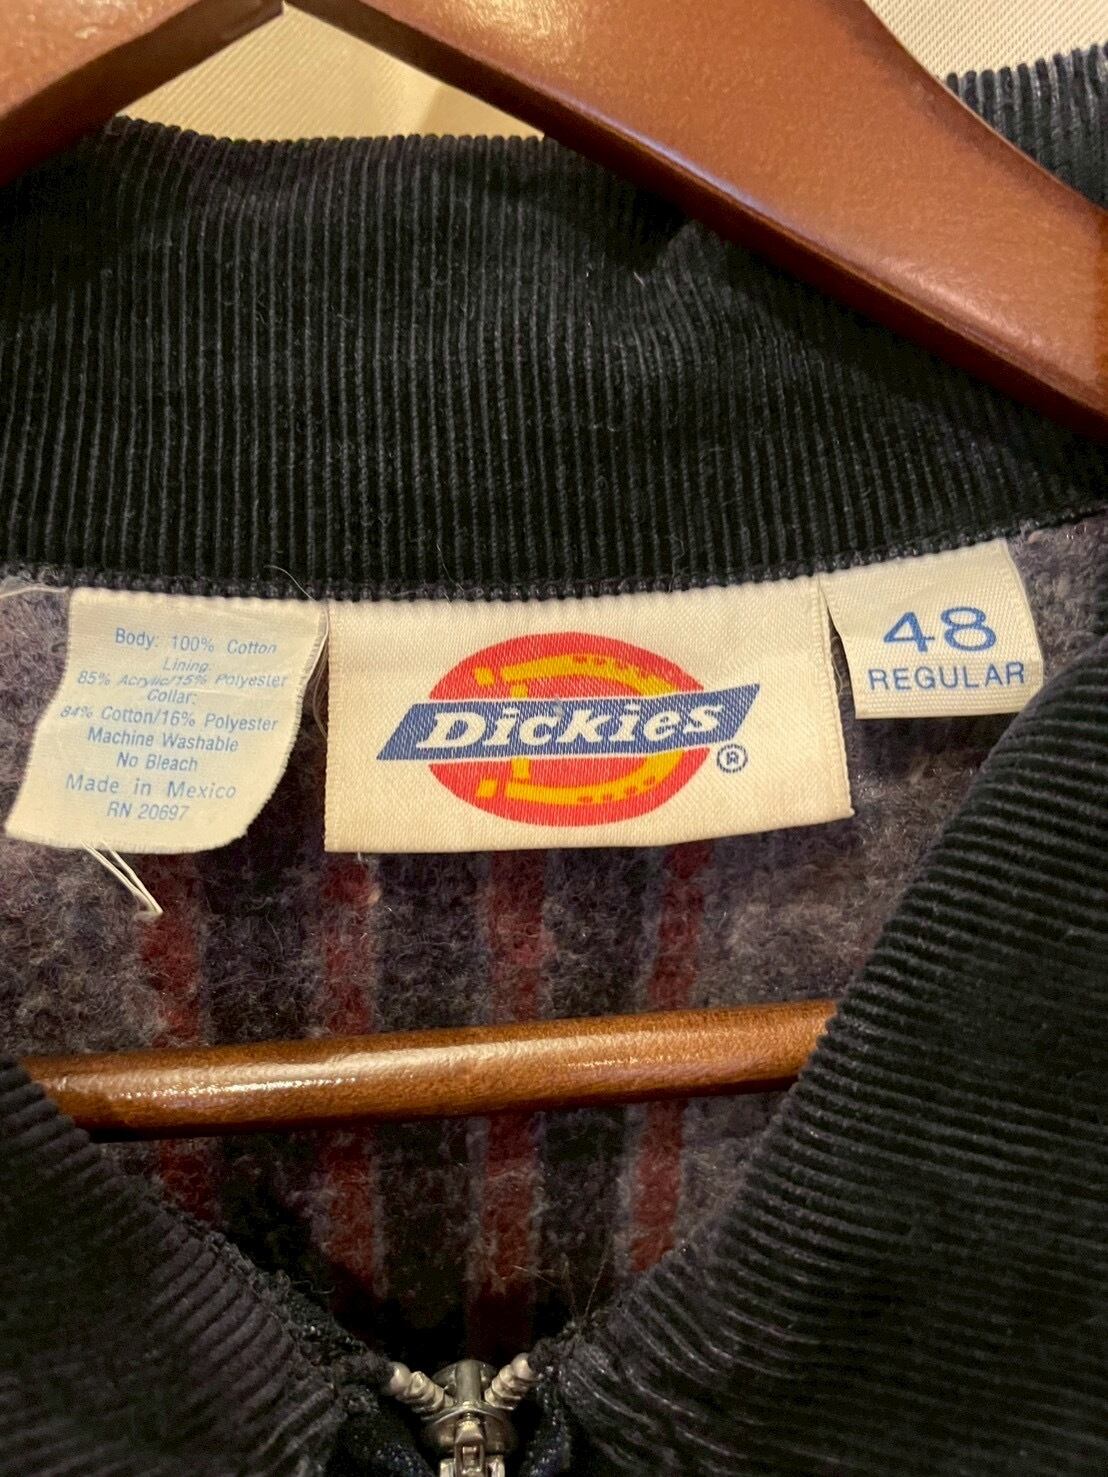 Body: 100% Cotton
Lining:
85% Acrylic/15% Polyester
Collar:
84% Cotton/16% Polyester
Machine Washable
No Bleach
Made in Mexico
RN 20697
Dickies
®
48
REGULAR